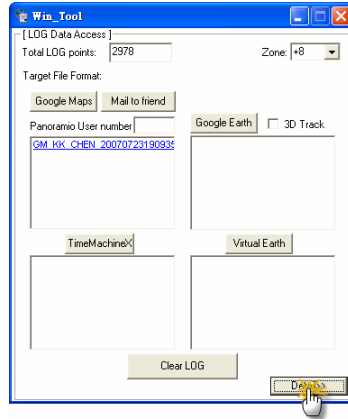 Win_Tool
[ LOG Data Access ]
Total LOG points: 2978 Zone: +8
Target File Format:
Google Maps Mail to friend
Panoramio User number
Google Earth 3D Track
GM_KK_CHEN_20070723190935
TimeMachineX Virtual Earth
Clear LOG